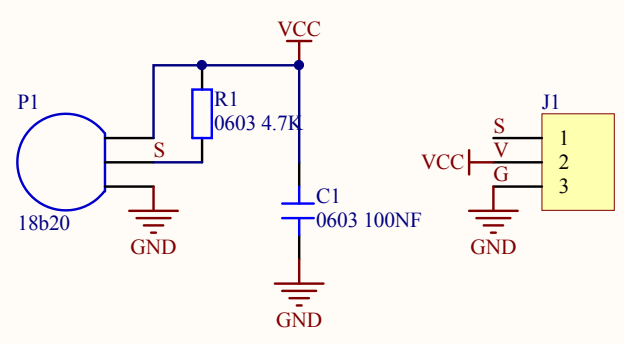 VCC
P1
R1
0603 4.7K
S
18b20
GND
C1
0603 100NF
GND
J1
S
1
VCC
V
2
G
3
GND